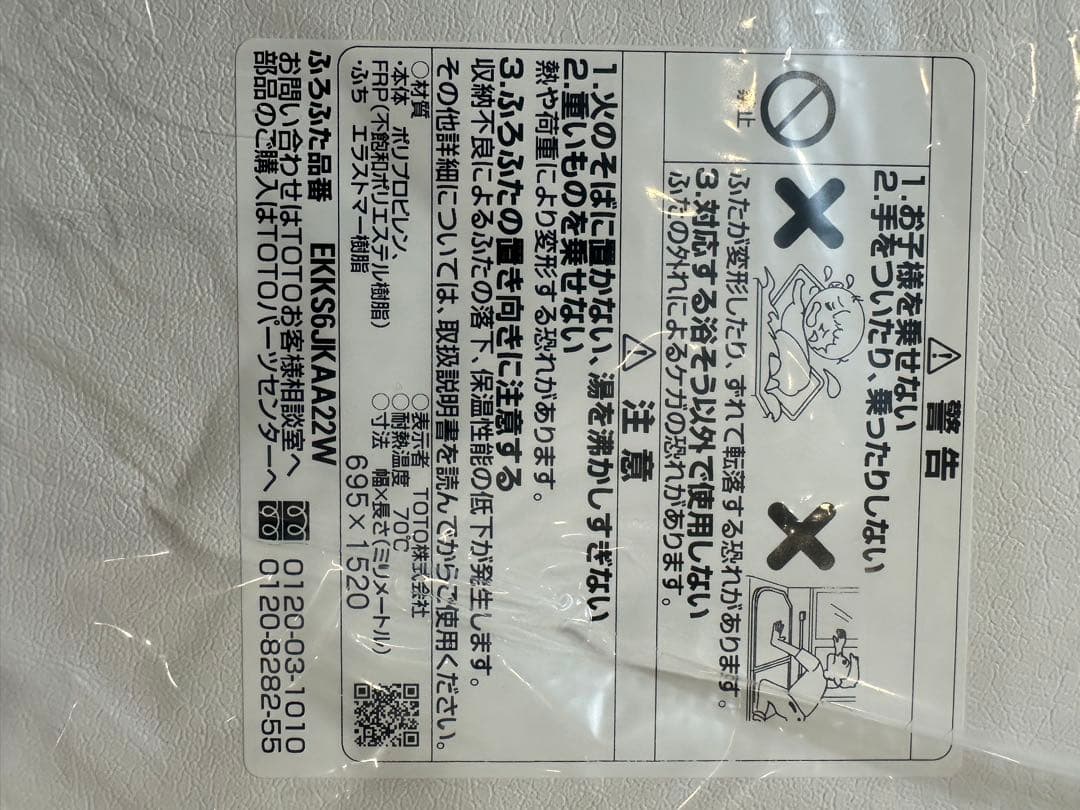 警告
禁止
1.お子様を乗せない
2.手をついたり、乗ったりしない
ふたが変形したり、ずれて転落する恐れがあります。
3.対応する浴そう以外で使用しない
ふたの外れによるケガの恐れがあります。
注意
1.火のそばに置かない、湯を沸かしすぎない
2.重いものを乗せない
熱や荷重により変形する恐れがあります。
3.ふろふたの置き向きに注意する
収納不良によるふたの落下、保温性能の低下が発生します。
その他詳細については、取扱説明書を読んでからご使用ください。
○材質
・本体 ポリプロピレン、
FRP(不飽和ポリエステル樹脂)
・ふち エラストマー樹脂
○表示者 TOTO株式会社
○耐熱温度 70℃
○寸法 幅×長さ(ミリメートル)
695×1520
ふろふた品番 EKKS6JKAA22W
お問い合わせはTOTOお客様相談室へ 0120-03-1010
部品のご購入はTOTOパーツセンターへ 0120-8282-55